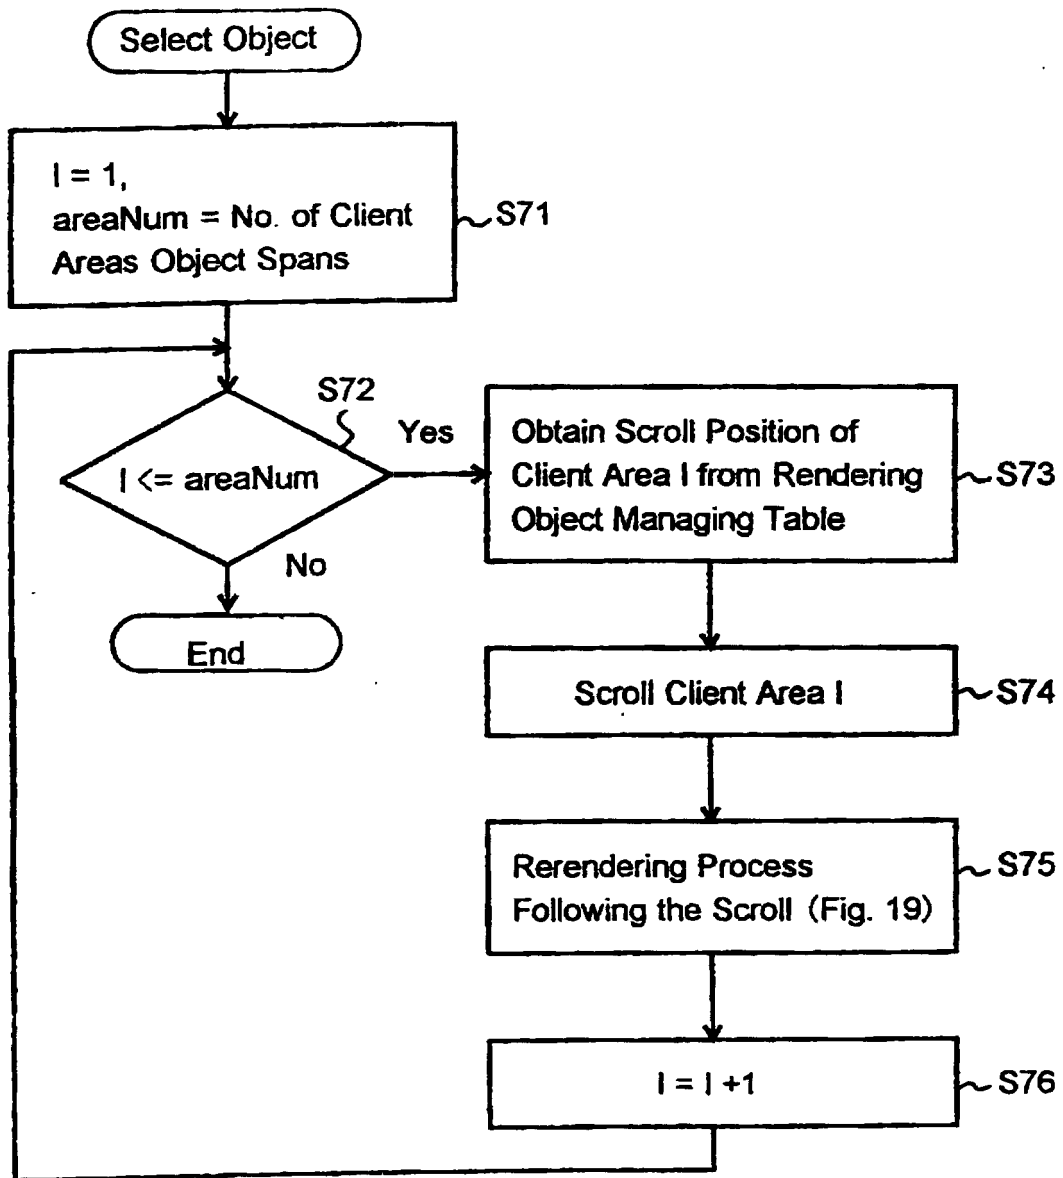 Select Object
I = 1,
areaNum = No. of Client
Areas Object Spans
S71
S72
I <= areaNum
Yes
No
End
Obtain Scroll Position of
Client Area I from Rendering
Object Managing Table
S73
Scroll Client Area I
S74
Rerendering Process
Following the Scroll (Fig. 19)
S75
I = I +1
S76